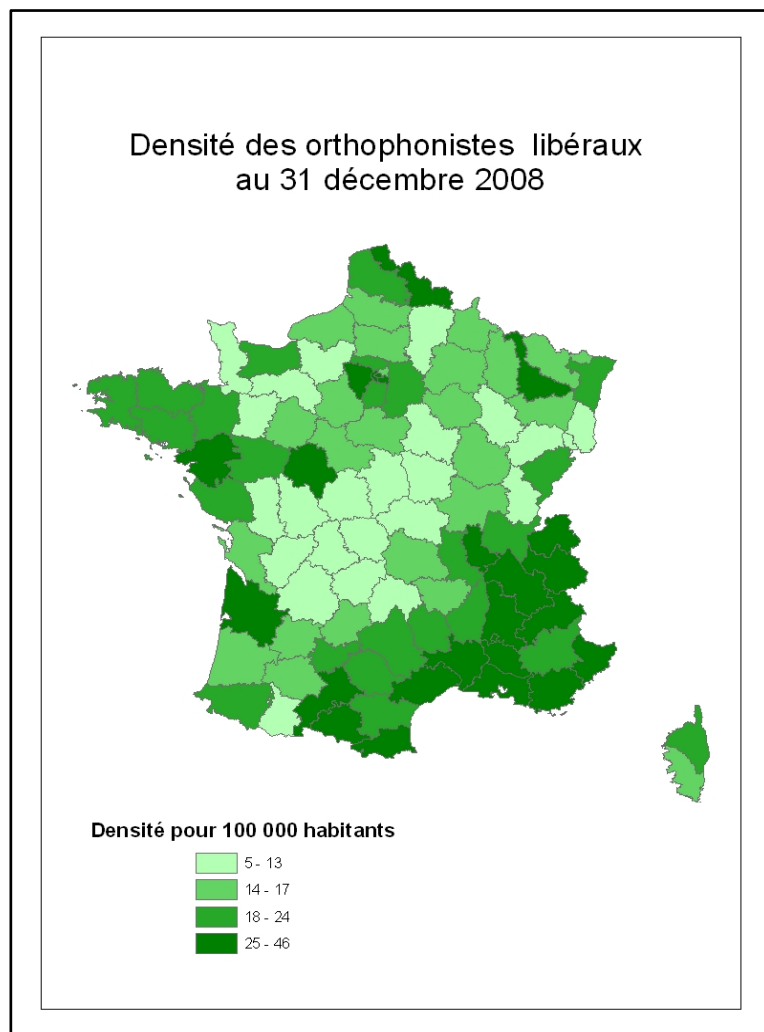 Densité des orthophonistes libéraux
au 31 décembre 2008
Densité pour 100 000 habitants
5 - 13
14 - 17
18 - 24
25 - 46